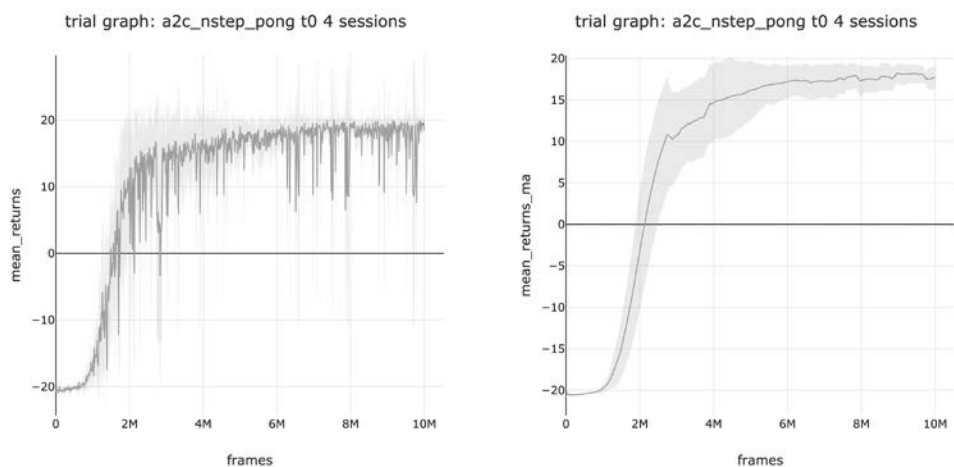 trial graph: a2c_nstep_pong t0 4 sessions
mean_returns
20
10
0
−10
−20
0
2M
4M
6M
8M
10M
frames
trial graph: a2c_nstep_pong t0 4 sessions
mean_returns_ma
20
15
10
5
0
−5
−10
−15
−20
0
2M
4M
6M
8M
10M
frames